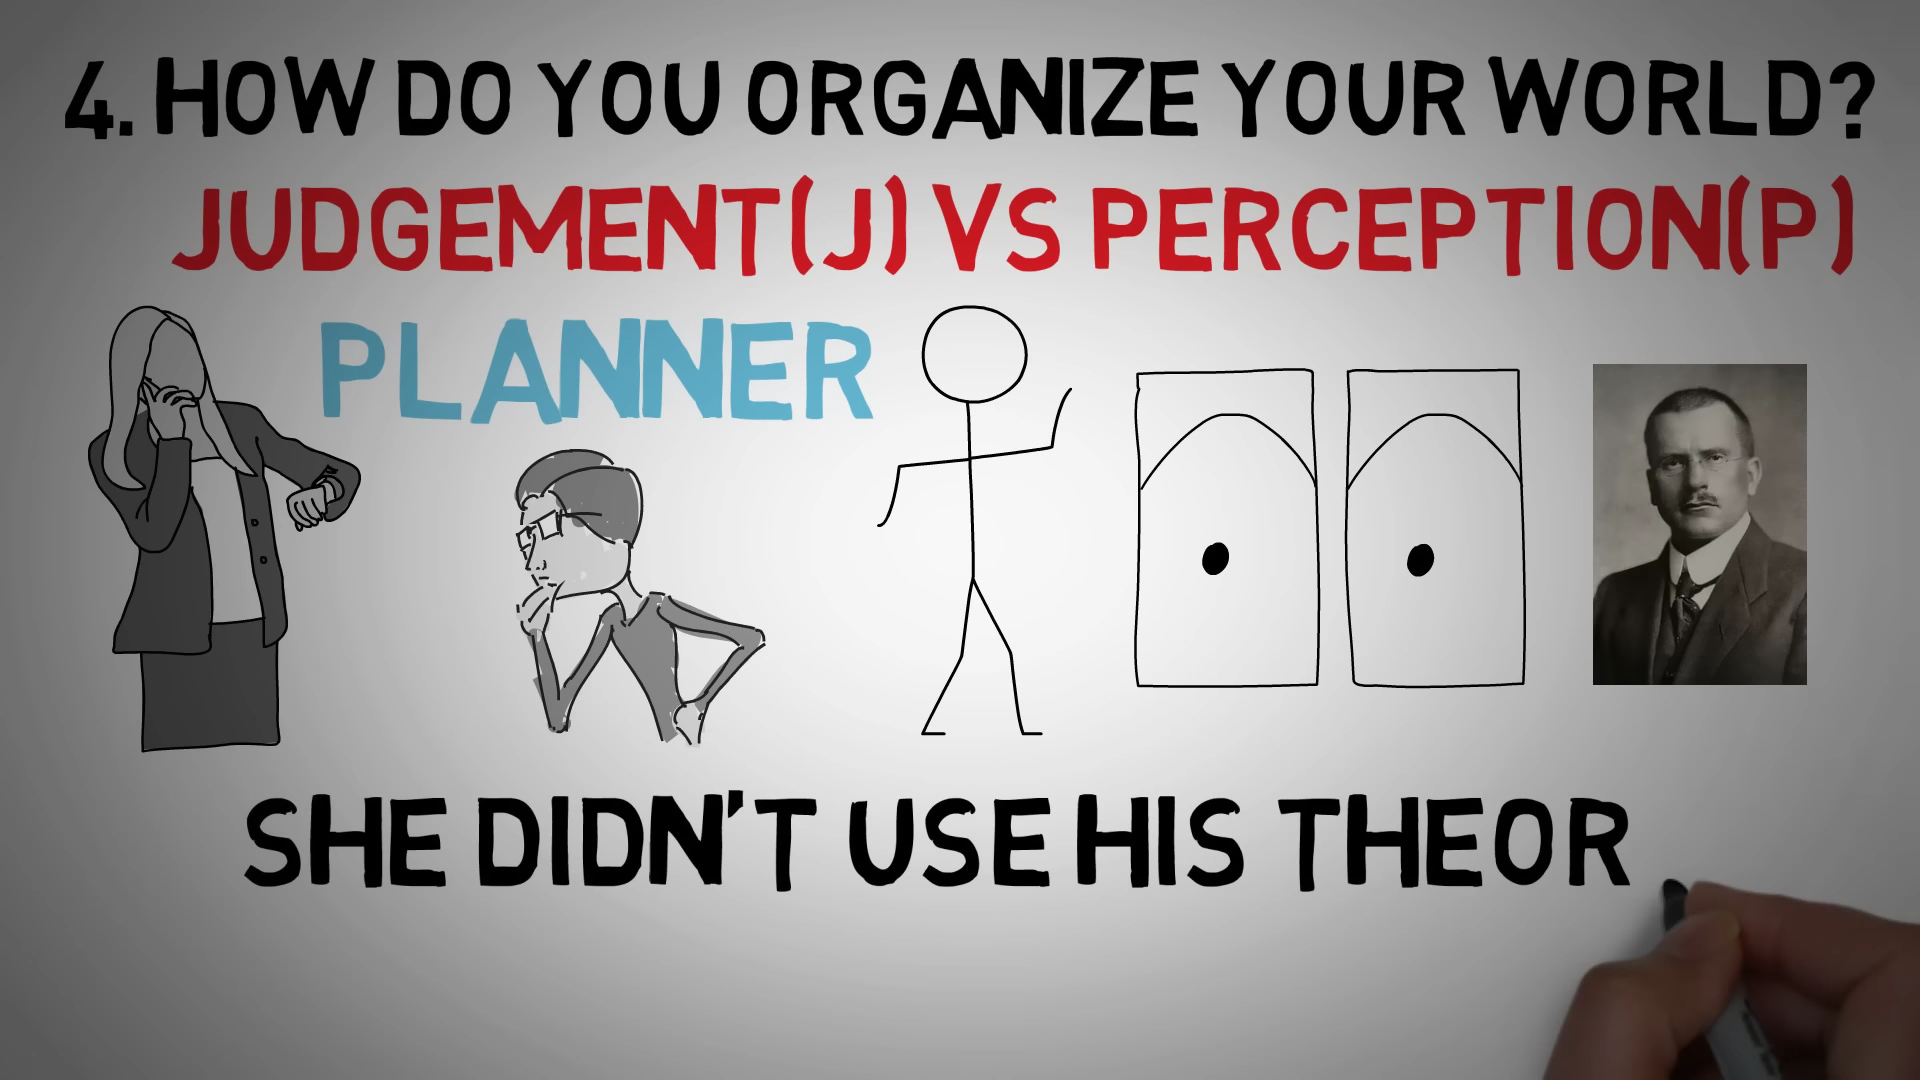 4. HOW DO YOU ORGANIZE YOUR WORLD?
JUDGEMENT(J) VS PERCEPTION(P)
PLANNER
SHE DIDN'T USE HIS THEOR